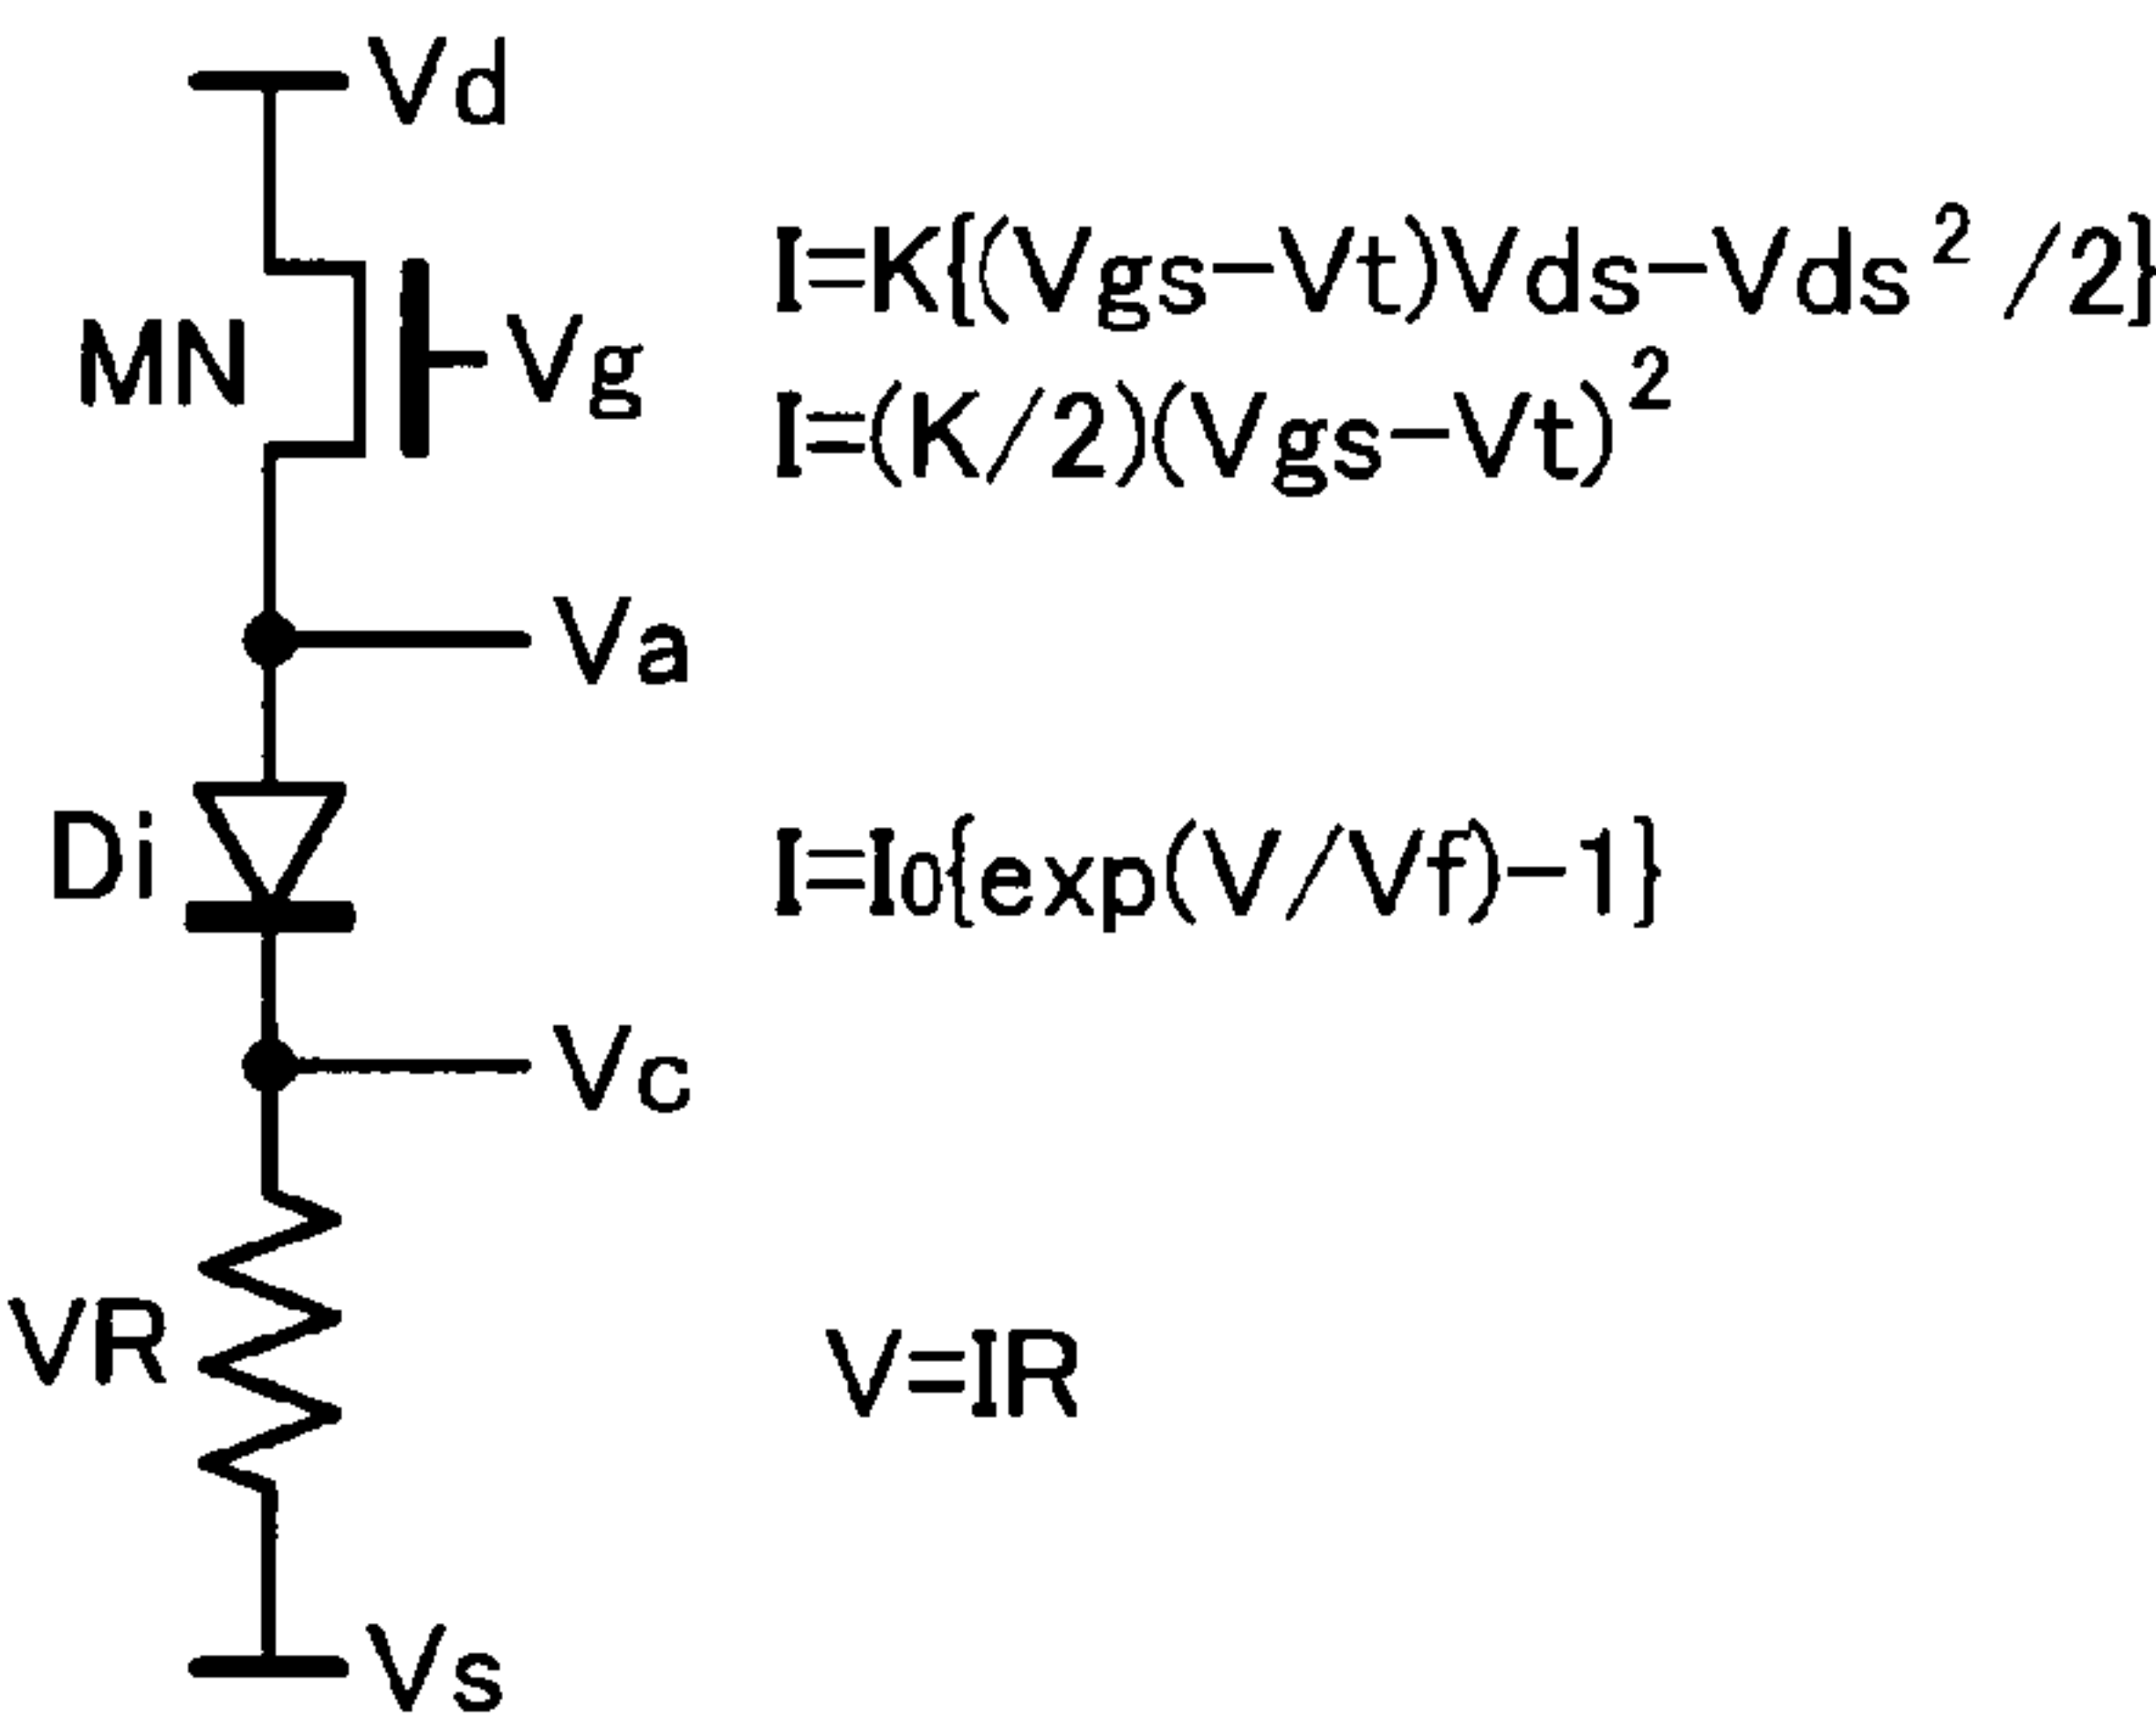 Vd
I=K{(Vgs-Vt)Vds-Vds²/2}
MN
Vg
I=(K/2)(Vgs-Vt)²
Va
Di
I=I0{exp(V/Vf)-1}
Vc
VR
V=IR
Vs